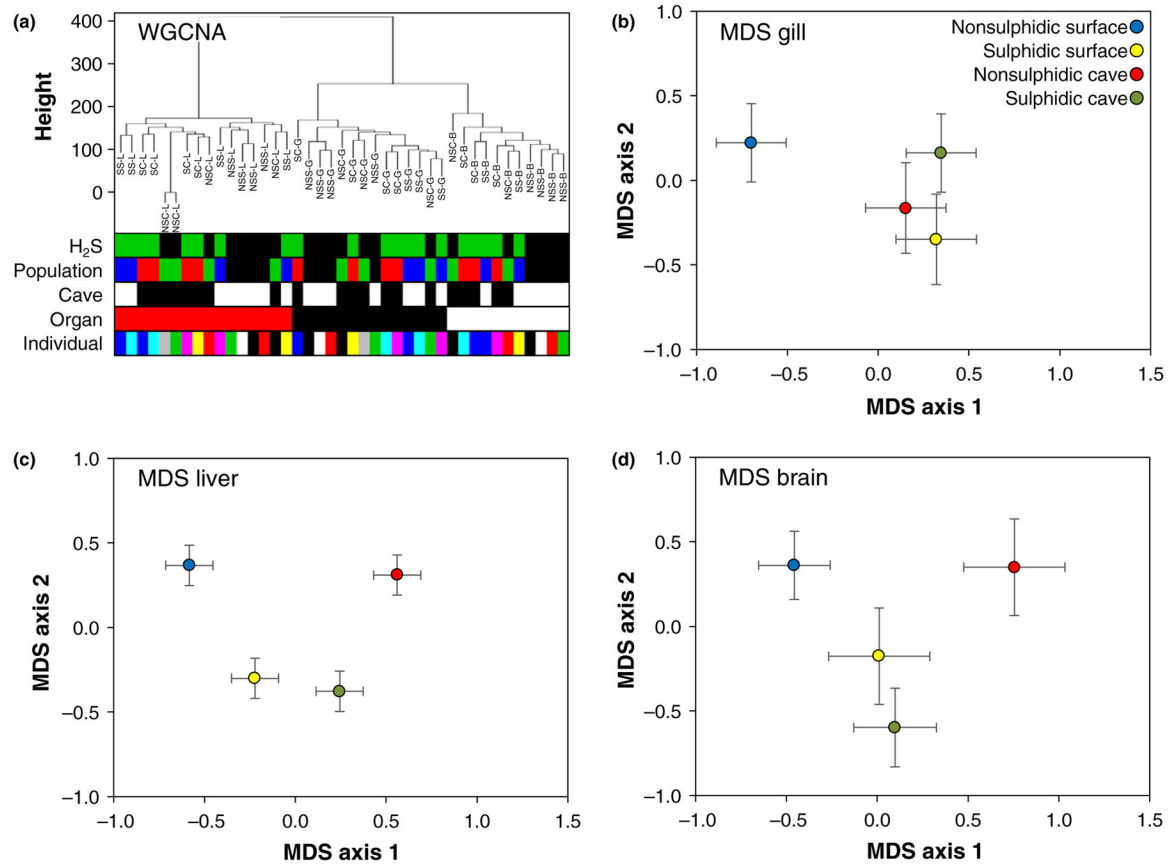 (a)
WGCNA
Height
400
300
200
100
0
SS-L
SS-L
SC-L
SC-L
NSC-L
NSC-L
SC-L
SC-L
NSC-L
SS-L
NSS-L
NSS-L
NSS-L
NSS-L
NSC-L
SS-L
SC-G
NSS-G
NSS-G
NSS-G
NSC-G
SC-G
NSC-G
NSS-G
SC-G
SC-G
SS-G
SS-G
NSC-G
SS-G
NSC-B
SC-B
SC-B
SS-B
SC-B
NSC-B
SS-B
NSS-B
NSS-B
NSS-B
NSS-B
H₂S
Population
Cave
Organ
Individual
(b)
MDS gill
Nonsulphidic surface
Sulphidic surface
Nonsulphidic cave
Sulphidic cave
MDS axis 2
1.0
0.5
0.0
−0.5
−1.0
−1.0 −0.5 0.0 0.5 1.0 1.5
MDS axis 1
(c)
MDS liver
MDS axis 2
1.0
0.5
0.0
−0.5
−1.0
−1.0 −0.5 0.0 0.5 1.0 1.5
MDS axis 1
(d)
MDS brain
MDS axis 2
1.0
0.5
0.0
−0.5
−1.0
−1.0 −0.5 0.0 0.5 1.0 1.5
MDS axis 1